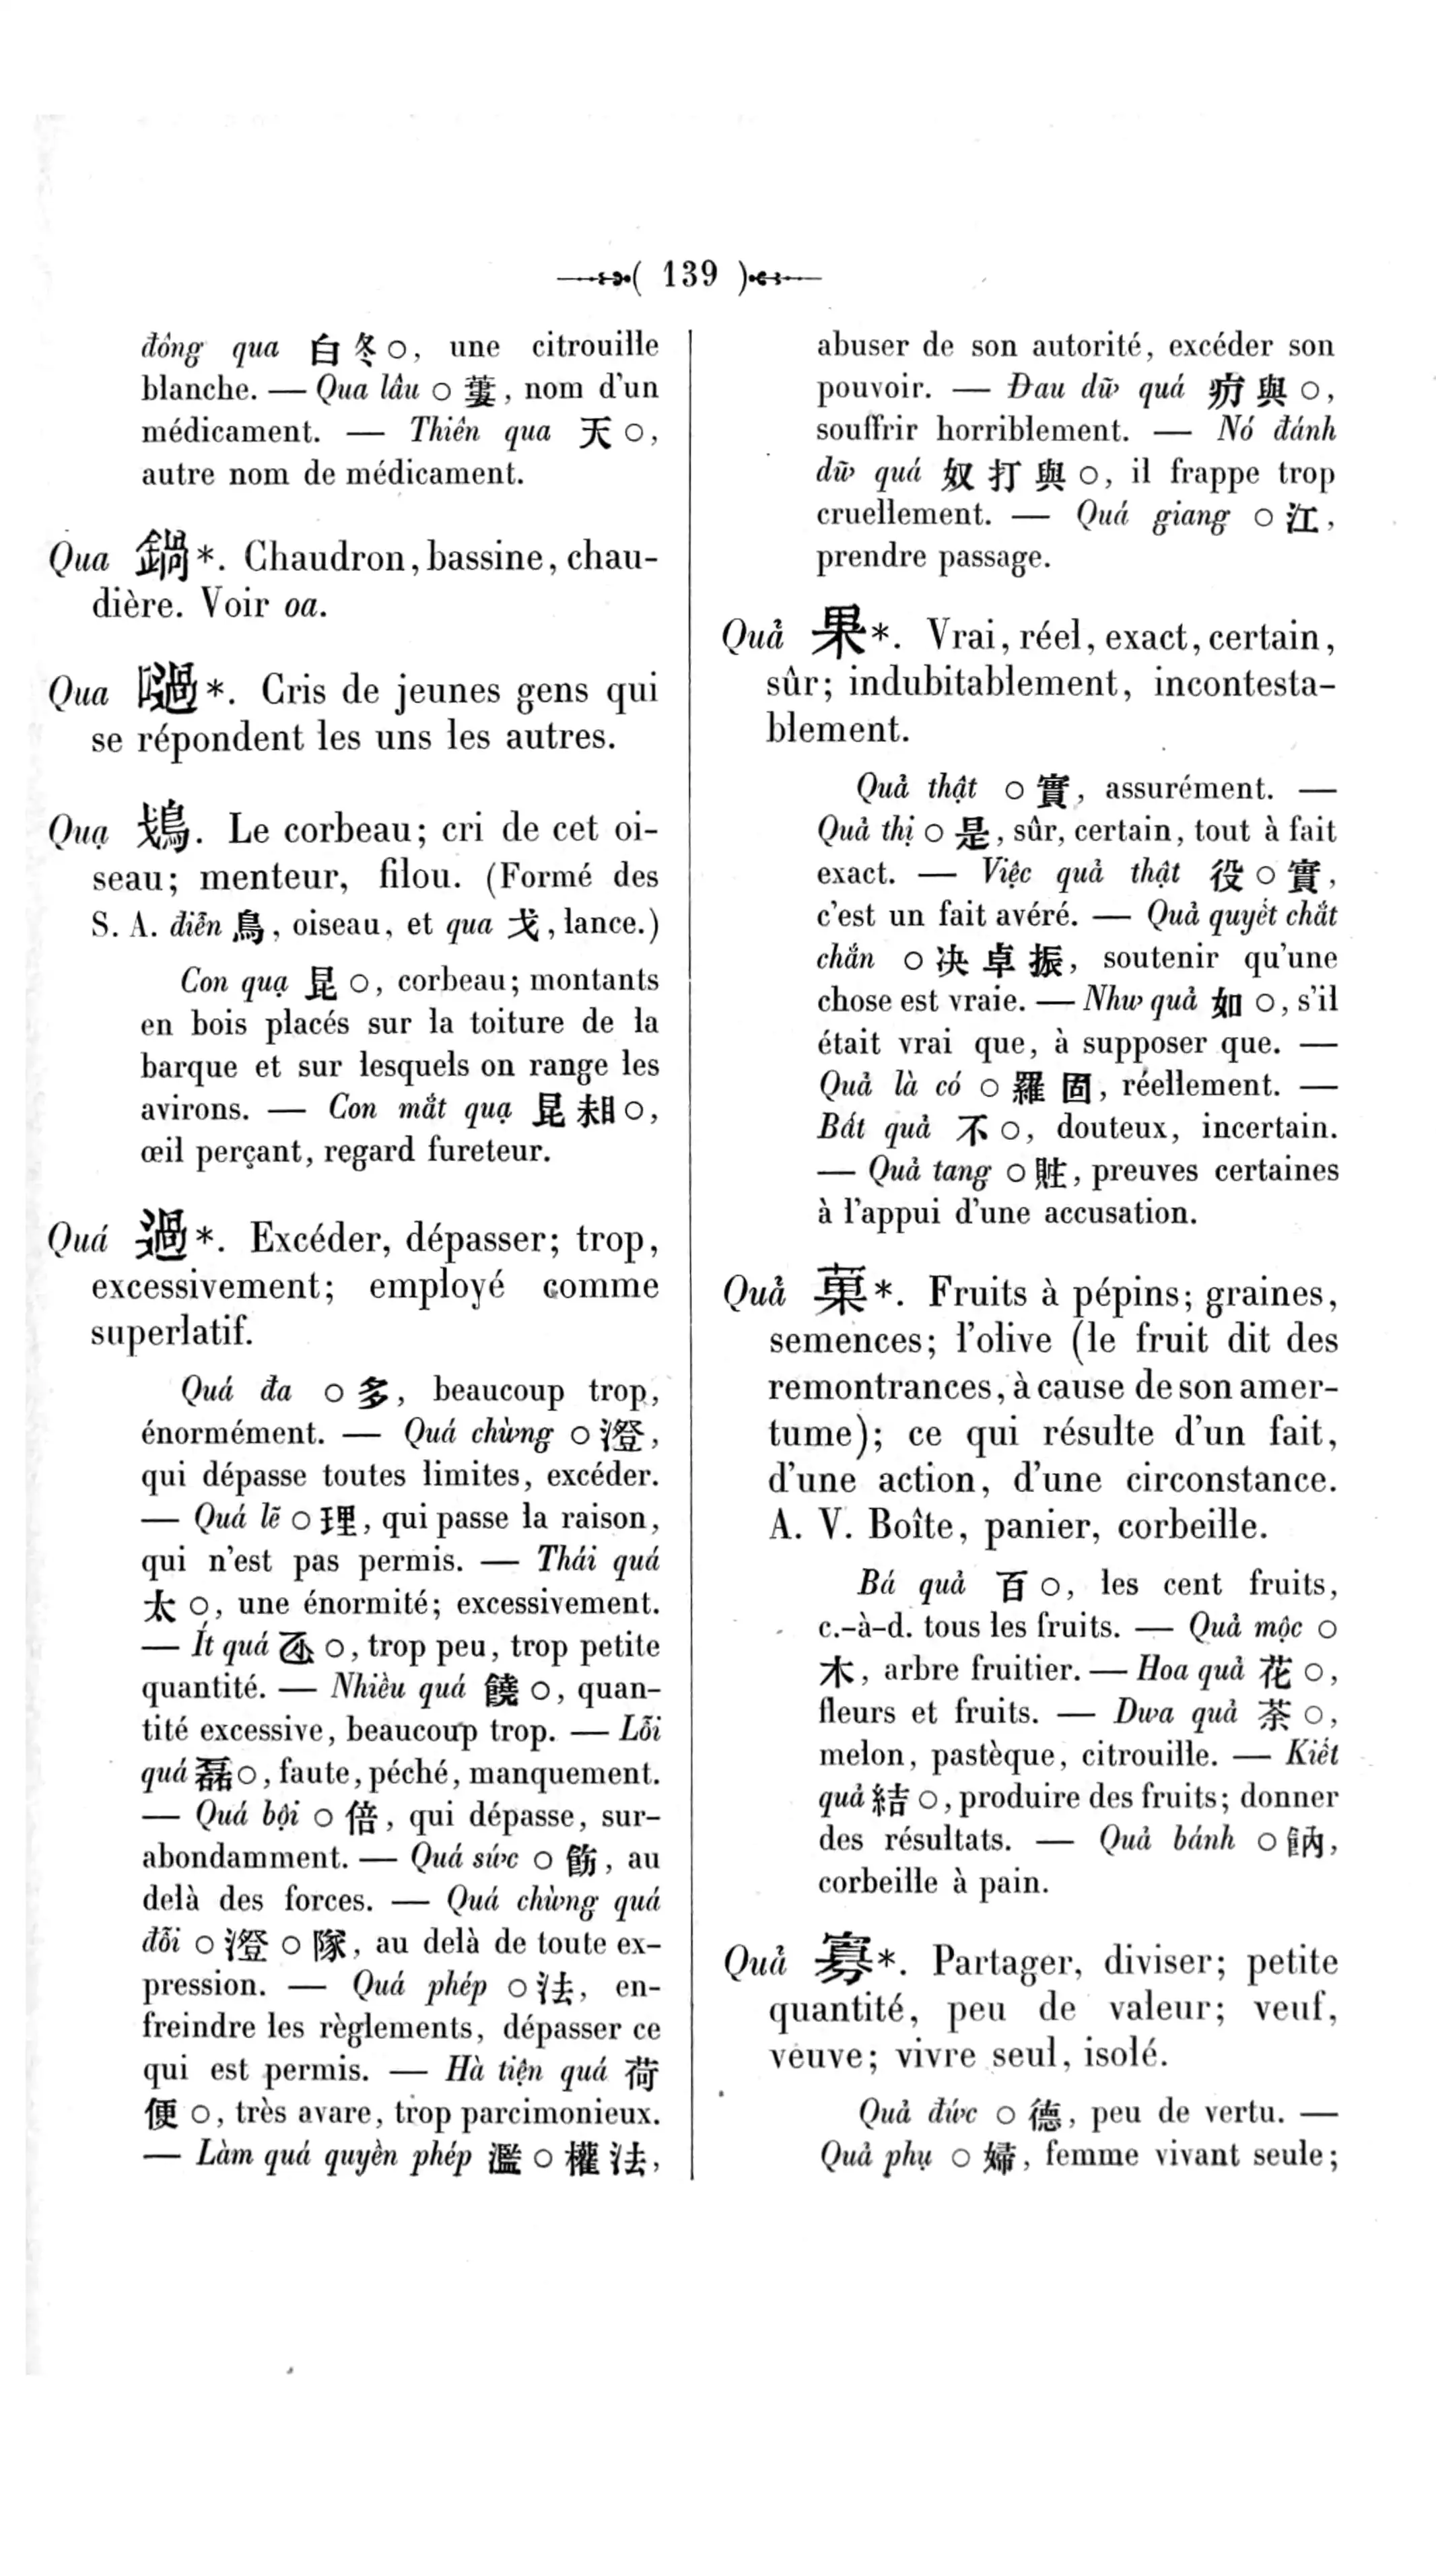 ( 139 )
đông qua 白冬○, une citrouille
blanche. — Qua lâu ○蔞, nom d'un
médicament. — Thiên qua 天○,
autre nom de médicament.
Qua 鍋*. Chaudron, bassine, chau-
dière. Voir oa.
Qua 𡁎*. Cris de jeunes gens qui
se répondent les uns les autres.
Quạ 鴉. Le corbeau; cri de cet oi-
seau; menteur, filou. (Formé des
S. A. điễn 鳥, oiseau, et qua 戈, lance.)
Con quạ 昆○, corbeau; montants
en bois placés sur la toiture de la
barque et sur lesquels on range les
avirons. — Con mắt quạ 昆眜○,
œil perçant, regard fureteur.
Quá 過*. Excéder, dépasser; trop,
excessivement; employé comme
superlatif.
Quá đa ○多, beaucoup trop,
énormément. — Quá chừng ○澄,
qui dépasse toutes limites, excéder.
— Quá lẽ ○理, qui passe la raison,
qui n'est pas permis. — Thái quá
太○, une énormité; excessivement.
— Ít quá ○, trop peu, trop petite
quantité. — Nhiều quá 饒○, quan-
tité excessive, beaucoup trop. — Lỗi
quá 磊○, faute, péché, manquement.
— Quá bội ○倍, qui dépasse, sur-
abondamment. — Quá sức ○飭, au
delà des forces. — Quá chừng quá
đỗi ○澄○隊, au delà de toute ex-
pression. — Quá phép ○法, en-
freindre les règlements, dépasser ce
qui est permis. — Hà tiện quá 荷
便○, très avare, trop parcimonieux.
— Làm quá quyền phép 濫○權法,
abuser de son autorité, excéder son
pouvoir. — Đau dữ quá 疠與○,
souffrir horriblement. — Nó đánh
dữ quá 奴打與○, il frappe trop
cruellement. — Quá giang ○江,
prendre passage.
Quả 果*. Vrai, réel, exact, certain,
sûr; indubitablement, incontesta-
blement.
Quả thật ○實, assurément. —
Quả thị ○是, sûr, certain, tout à fait
exact. — Việc quả thật 役○實,
c'est un fait avéré. — Quả quyết chắt
chắn ○决卓振, soutenir qu'une
chose est vraie. — Như quả 如○, s'il
était vrai que, à supposer que. —
Quả là có ○羅固, réellement. —
Bất quả 不○, douteux, incertain.
— Quả tang ○賍, preuves certaines
à l'appui d'une accusation.
Quả 菓*. Fruits à pépins; graines,
semences; l'olive (le fruit dit des
remontrances, à cause de son amer-
tume); ce qui résulte d'un fait,
d'une action, d'une circonstance.
A. V. Boîte, panier, corbeille.
Bá quả 百○, les cent fruits,
c.-à-d. tous les fruits. — Quả mộc ○
木, arbre fruitier. — Hoa quả 花○,
fleurs et fruits. — Dưa quả 茶○,
melon, pastèque, citrouille. — Kiết
quả 結○, produire des fruits; donner
des résultats. — Quả bánh ○, 
corbeille à pain.
Quả 寡*. Partager, diviser; petite
quantité, peu de valeur; veuf,
veuve; vivre seul, isolé.
Quả đức ○德, peu de vertu. —
Quả phụ ○婦, femme vivant seule;